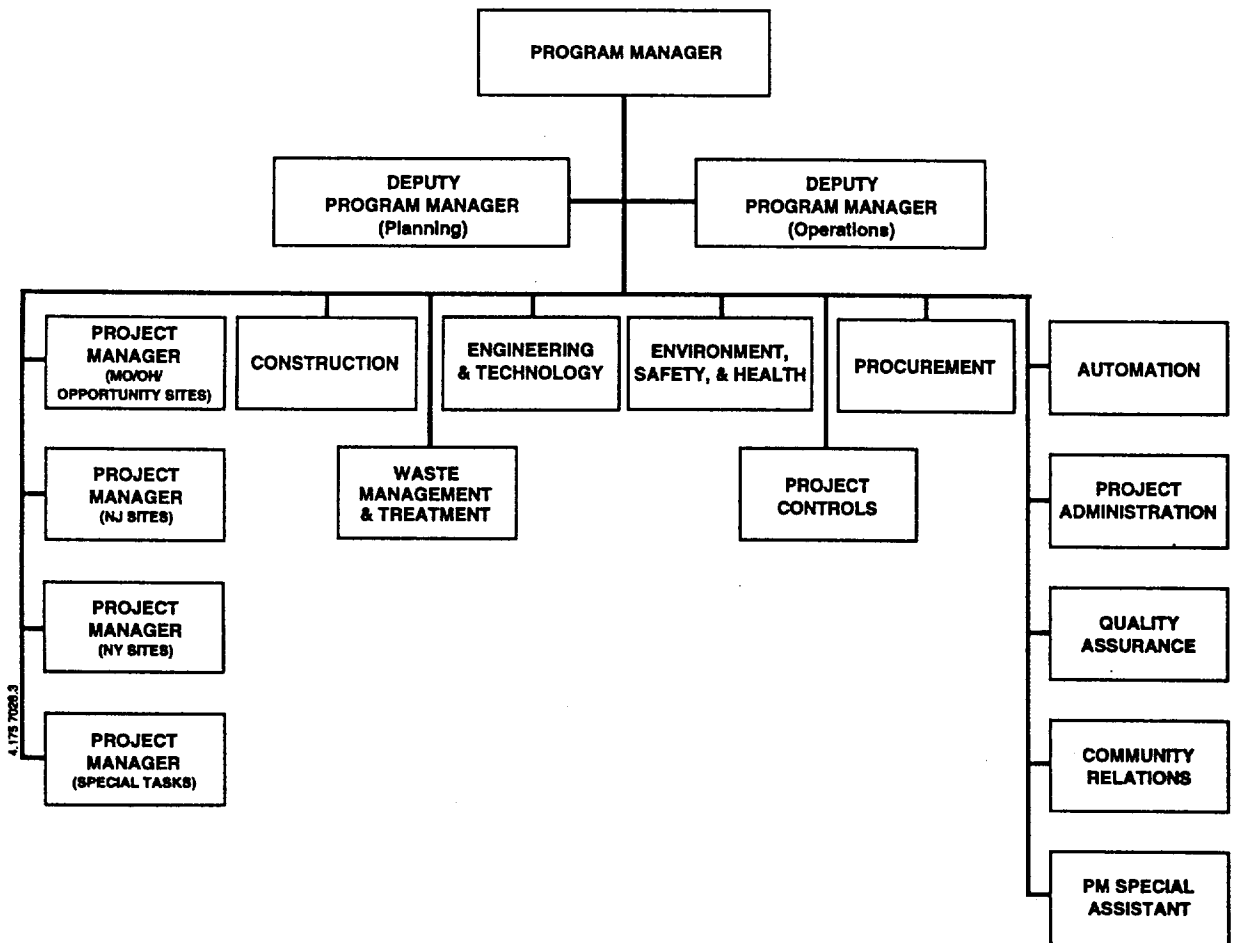 PROGRAM MANAGER
DEPUTY
PROGRAM MANAGER
(Planning)
DEPUTY
PROGRAM MANAGER
(Operations)
PROJECT
MANAGER
(MO/OH/
OPPORTUNITY SITES)
CONSTRUCTION
ENGINEERING
& TECHNOLOGY
ENVIRONMENT,
SAFETY, & HEALTH
PROCUREMENT
AUTOMATION
PROJECT
MANAGER
(NJ SITES)
WASTE
MANAGEMENT
& TREATMENT
PROJECT
CONTROLS
PROJECT
ADMINISTRATION
PROJECT
MANAGER
(NY SITES)
QUALITY
ASSURANCE
PROJECT
MANAGER
(SPECIAL TASKS)
COMMUNITY
RELATIONS
PM SPECIAL
ASSISTANT
4.175 7028.3